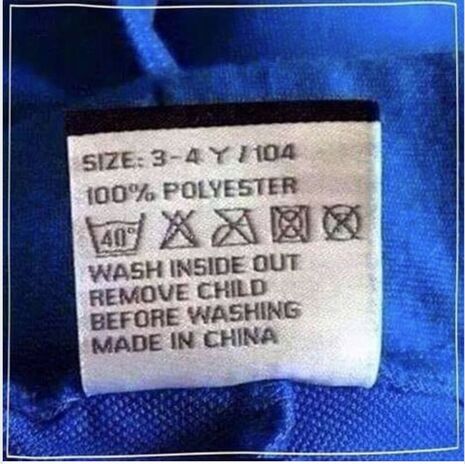 SIZE: 3-4 Y / 104
100% POLYESTER
40°
WASH INSIDE OUT
REMOVE CHILD
BEFORE WASHING
MADE IN CHINA